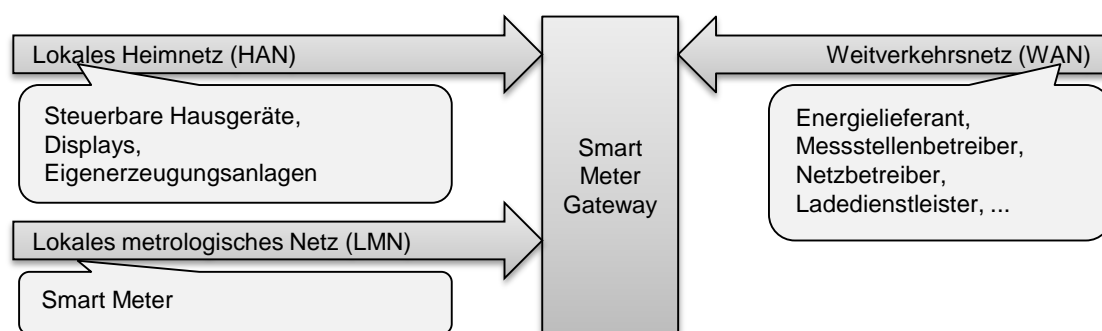 Lokales Heimnetz (HAN)
Steuerbare Hausgeräte,
Displays,
Eigenerzeugungsanlagen
Lokales metrologisches Netz (LMN)
Smart Meter
Smart
Meter
Gateway
Weitverkehrsnetz (WAN)
Energielieferant,
Messstellenbetreiber,
Netzbetreiber,
Ladedienstleister, ...